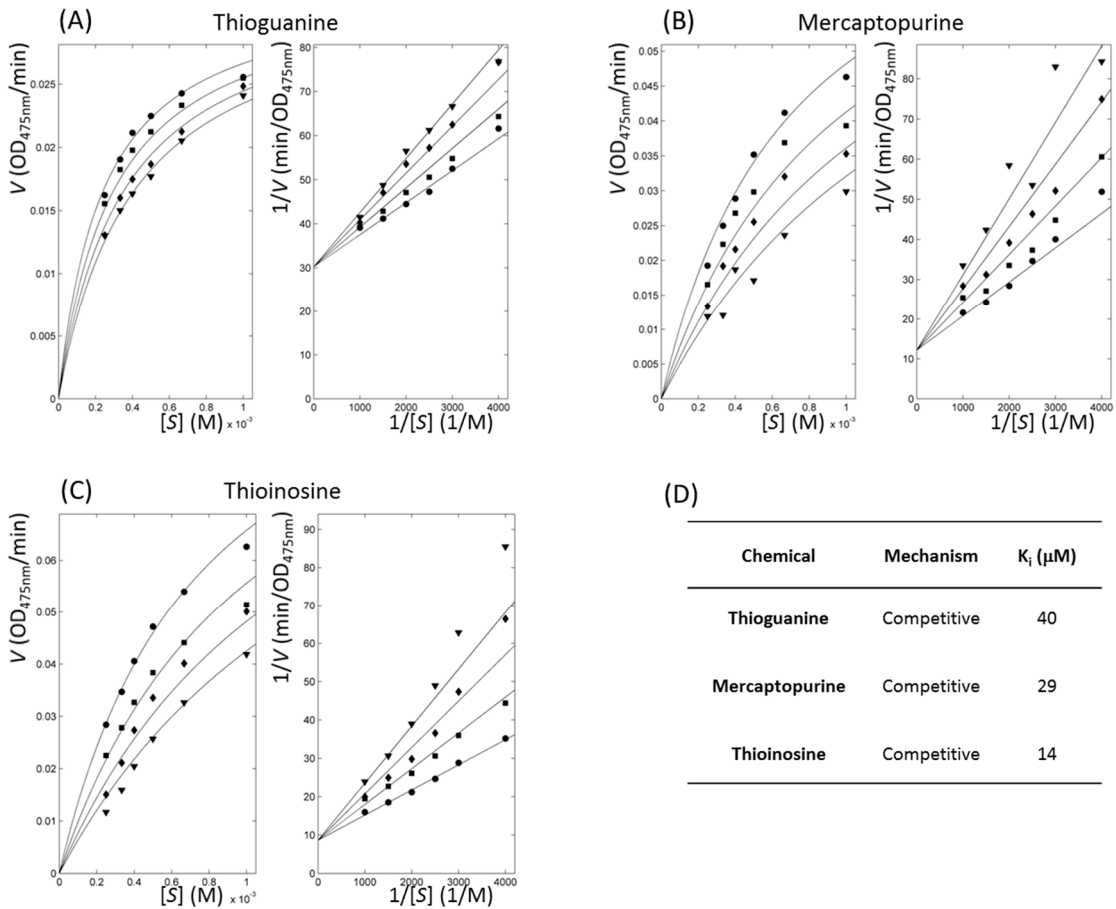 (A)
Thioguanine
V (OD475nm/min)
0.025
0.02
0.015
0.01
0.005
0
0 0.2 0.4 0.6 0.8 1
[S] (M) x 10-3
1/V (min/OD475nm)
80
70
60
50
40
30
20
10
0
0 1000 2000 3000 4000
1/[S] (1/M)
(B)
Mercaptopurine
V (OD475nm/min)
0.05
0.045
0.04
0.035
0.03
0.025
0.02
0.015
0.01
0.005
0
0 0.2 0.4 0.6 0.8 1
[S] (M) x 10-3
1/V (min/OD475nm)
80
70
60
50
40
30
20
10
0
1000 2000 3000 4000
1/[S] (1/M)
(C)
Thioinosine
V (OD475nm/min)
0.06
0.05
0.04
0.03
0.02
0.01
0
0 0.2 0.4 0.6 0.8 1
[S] (M) x 10-3
1/V (min/OD475nm)
90
80
70
60
50
40
30
20
10
0
0 500 1000 1500 2000 2500 3000 3500 4000
1/[S] (1/M)
(D)
Chemical Mechanism Ki (µM)
Thioguanine Competitive 40
Mercaptopurine Competitive 29
Thioinosine Competitive 14